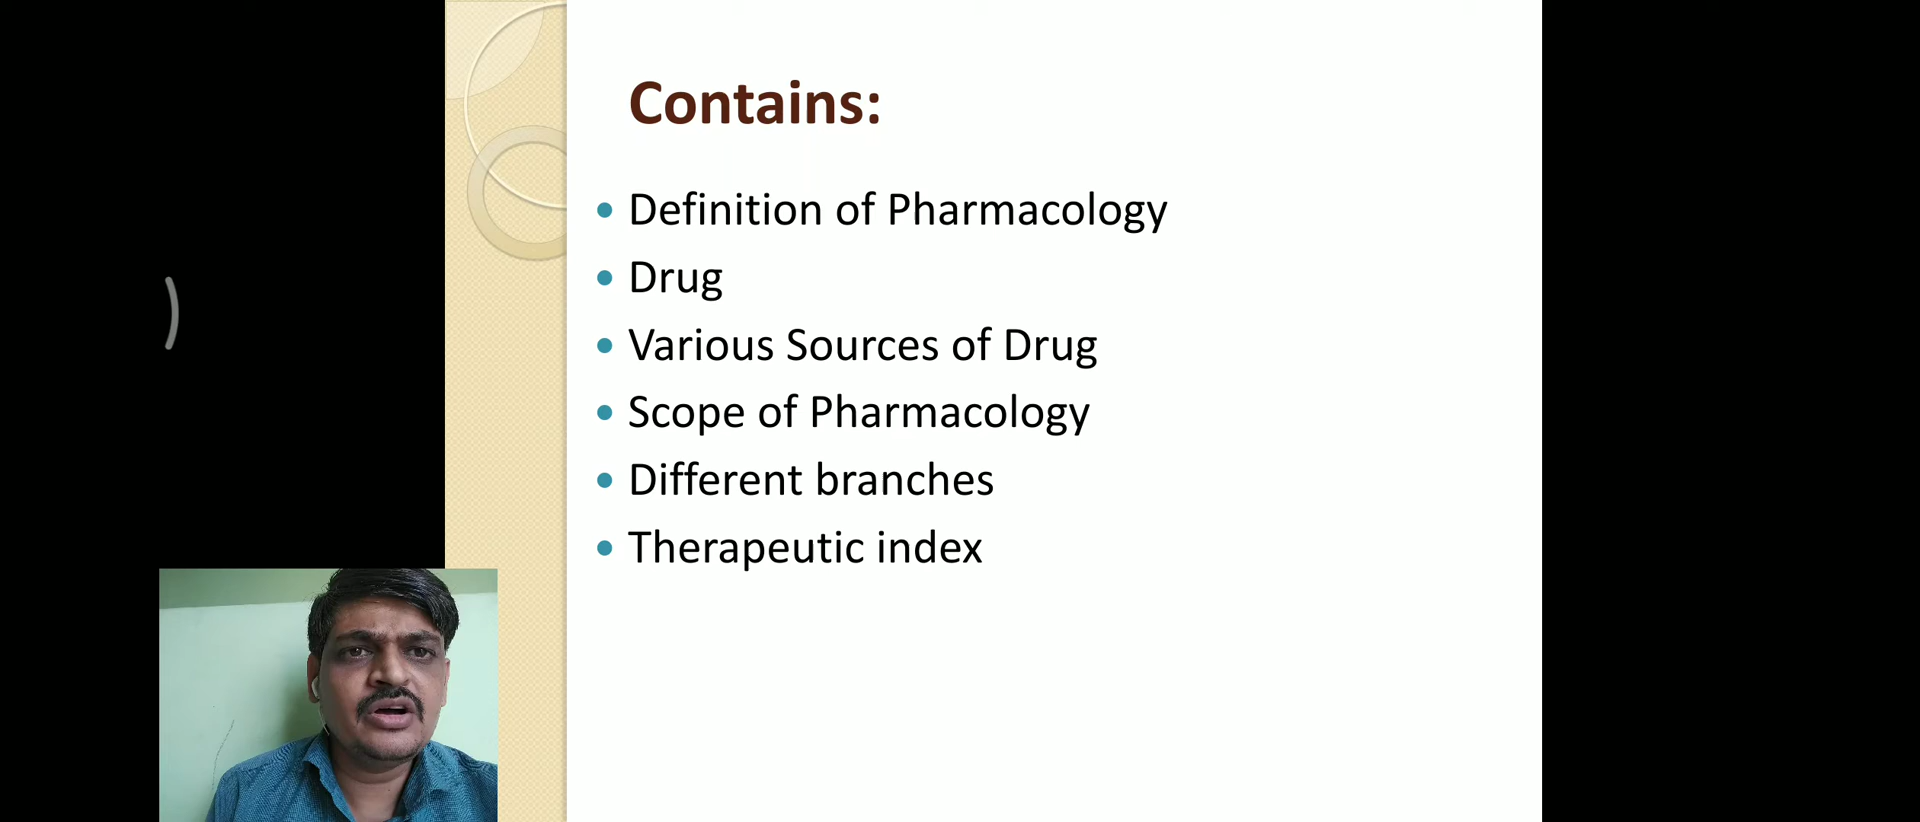 Contains:
Definition of Pharmacology
Drug
Various Sources of Drug
Scope of Pharmacology
Different branches
Therapeutic index